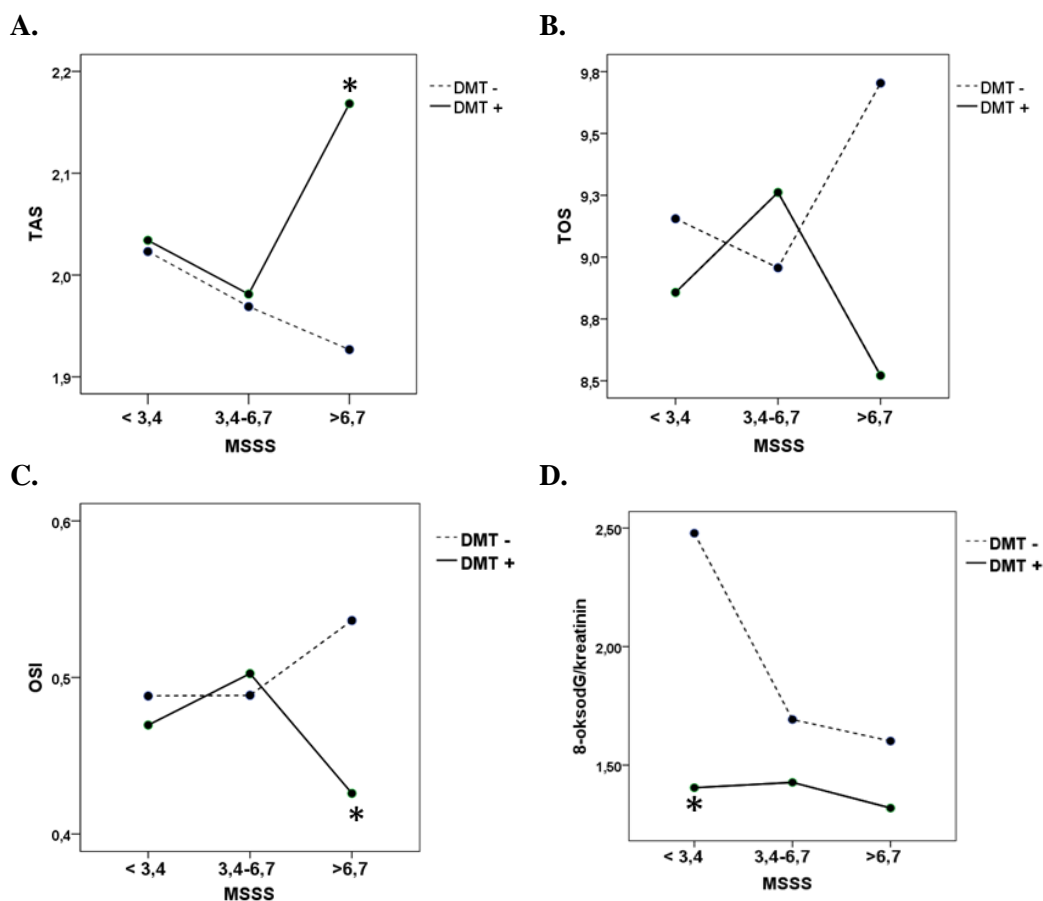 A.
TAS
2,2
2,1
2,0
1,9
*
< 3,4 3,4-6,7 >6,7
MSSS
DMT -
DMT +
B.
TOS
9,8
9,5
9,3
9,0
8,8
8,5
< 3,4 3,4-6,7 >6,7
MSSS
DMT -
DMT +
C.
OSI
0,6
0,5
0,4
*
< 3,4 3,4-6,7 >6,7
MSSS
DMT -
DMT +
D.
8-oksodG/kreatinin
2,50
2,00
1,50
*
< 3,4 3,4-6,7 >6,7
MSSS
DMT -
DMT +